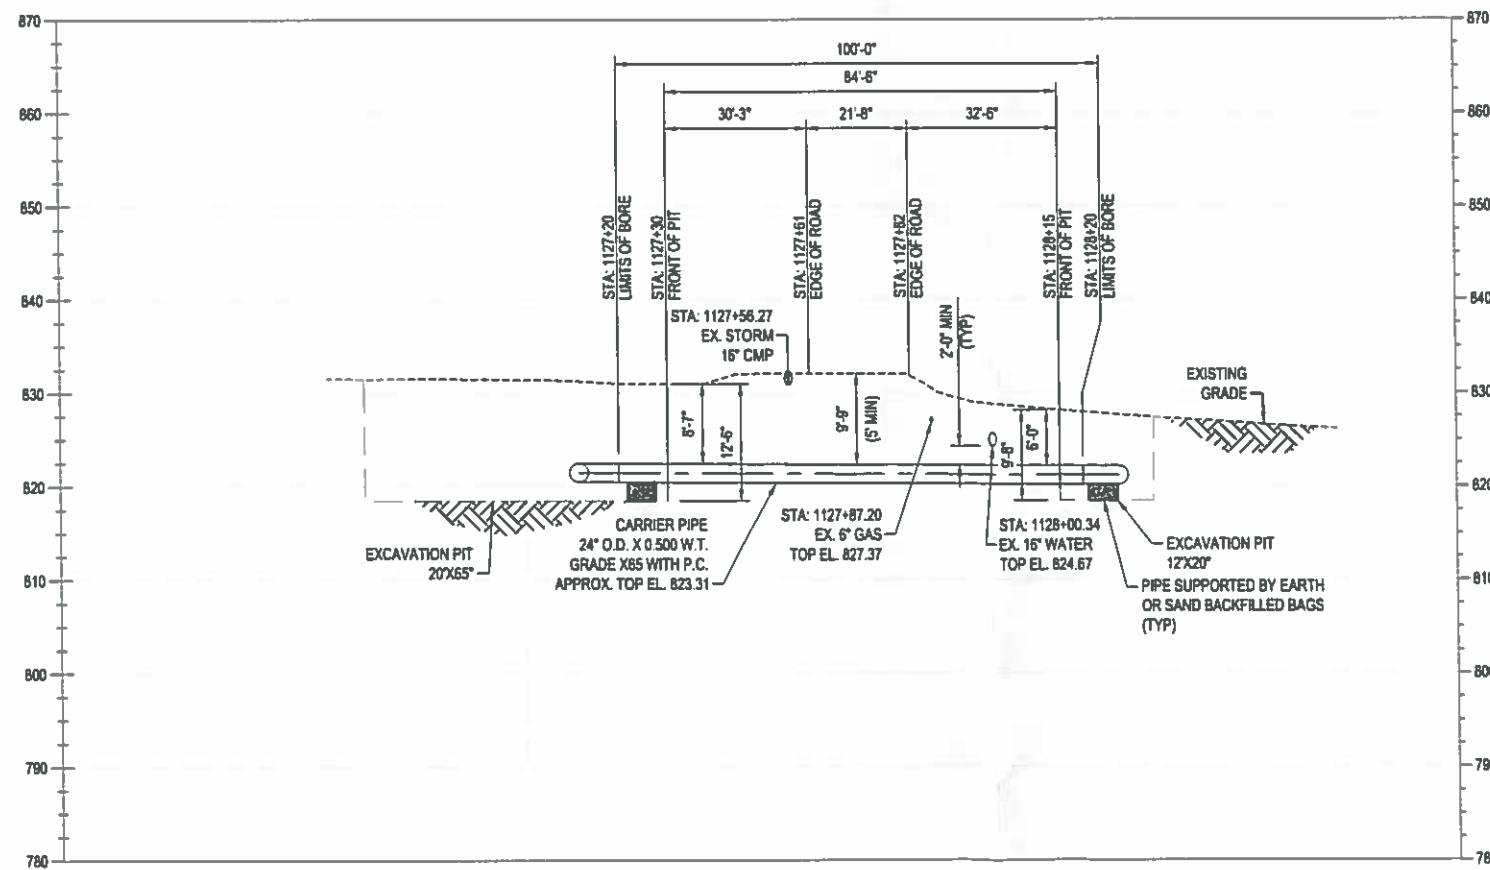 870
860
850
840
830
820
810
800
790
780
870
860
850
840
830
820
810
800
79
78
100'-0"
84'-6"
30'-3"
21'-8"
32'-6"
STA: 1127+20
LIMITS OF BORE
STA: 1127+30
FRONT OF PIT
STA: 1127+61
EDGE OF ROAD
STA: 1127+82
EDGE OF ROAD
STA: 1128+15
FRONT OF PIT
STA: 1128+20
LIMITS OF BORE
STA: 1127+56.27
EX. STORM
16" CMP
2'-0" MIN
(TYP)
EXISTING
GRADE
8'-7"
12'-6"
9'-9"
(5' MIN)
9'-8"
6'-0"
EXCAVATION PIT
20'X65"
CARRIER PIPE
24" O.D. X 0.500 W.T.
GRADE X65 WITH P.C.
APPROX. TOP EL. 823.31
STA: 1127+87.20
EX. 6" GAS
TOP EL. 827.37
STA: 1128+00.34
EX. 16" WATER
TOP EL. 824.67
EXCAVATION PIT
12'X20"
PIPE SUPPORTED BY EARTH
OR SAND BACKFILLED BAGS
(TYP)